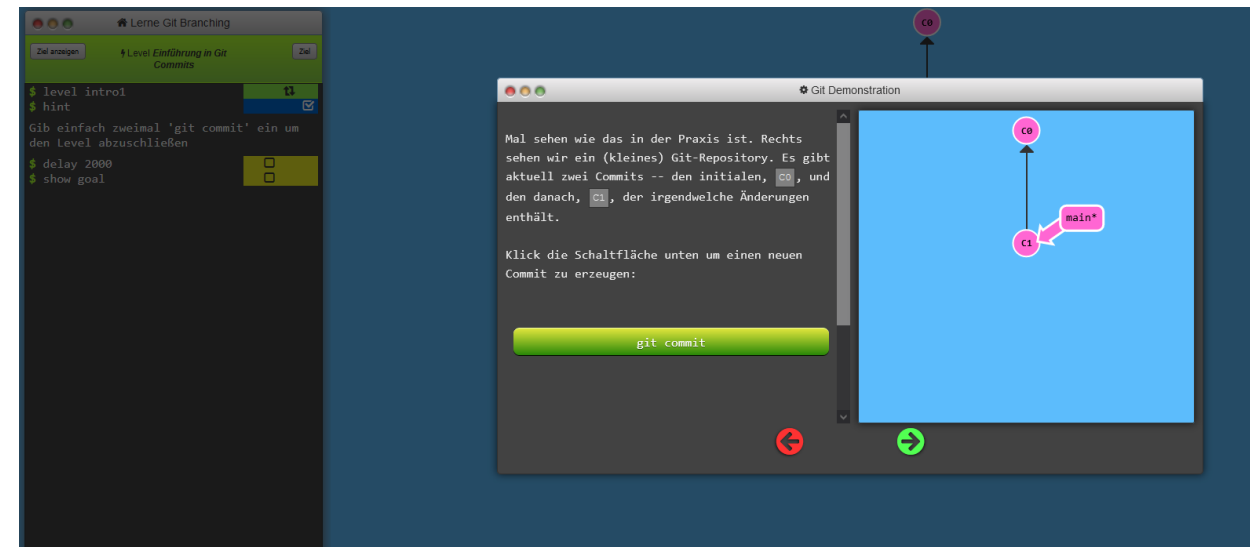 Lerne Git Branching
Ziel anzeigen
Level Einführung in Git
Commits
Ziel
$ level intro1
$ hint
Gib einfach zweimal 'git commit' ein um
den Level abzuschließen
$ delay 2000
$ show goal
C0
Git Demonstration
Mal sehen wie das in der Praxis ist. Rechts
sehen wir ein (kleines) Git-Repository. Es gibt
aktuell zwei Commits -- den initialen, C0, und
den danach, C1, der irgendwelche Änderungen
enthält.
Klick die Schaltfläche unten um einen neuen
Commit zu erzeugen:
git commit
C0
main*
C1